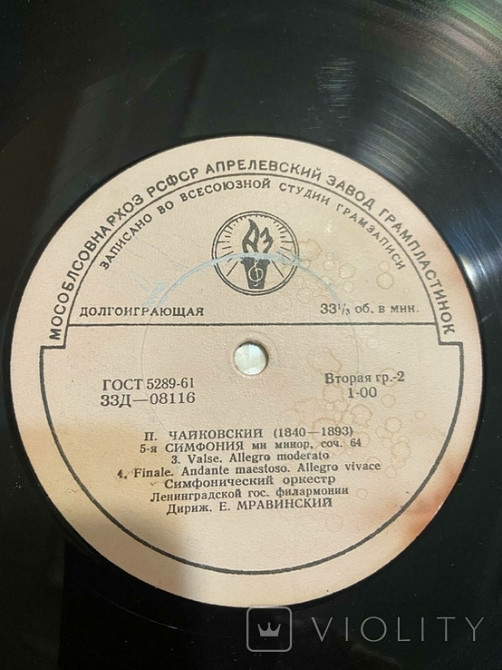 МОСОБЛСОВНАРХОЗ РСФСР АПРЕЛЕВСКИЙ ЗАВОД ГРАМПЛАСТИНОК
ЗАПИСАНО ВО ВСЕСОЮЗНОЙ СТУДИИ ГРАМЗАПИСИ
АЗ
ДОЛГОИГРАЮЩАЯ 33⅓ об. в мин.
ГОСТ 5289-61 Вторая гр.-2
33Д—08116 1-00
П. ЧАЙКОВСКИЙ (1840—1893)
5-я СИМФОНИЯ ми минор, соч. 64
3. Valse. Allegro moderato
4. Finale. Andante maestoso. Allegro vivace
Симфонический оркестр
Ленинградской гос. филармонии
Дириж. Е. МРАВИНСКИЙ
VIOLITY